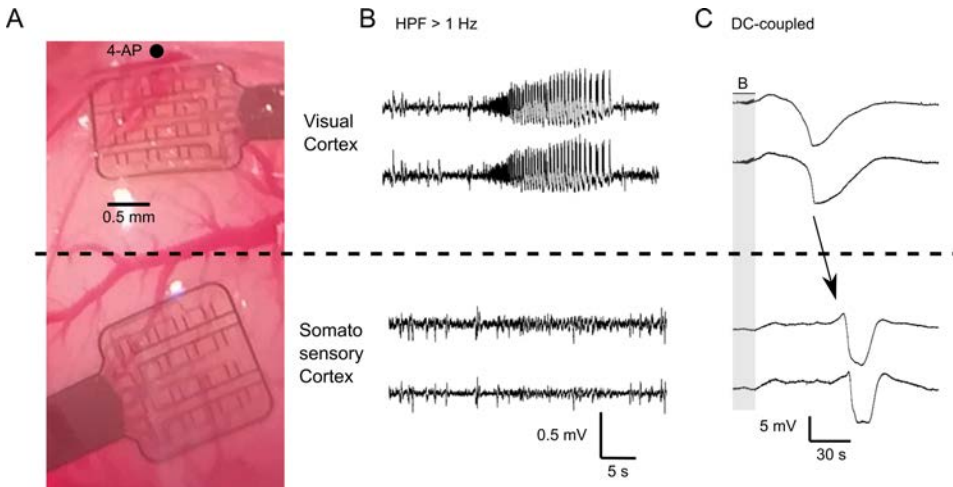 A
B
HPF > 1 Hz
C
DC-coupled
4-AP
0.5 mm
Visual
Cortex
B
Somato
sensory
Cortex
0.5 mV
5 s
5 mV
30 s